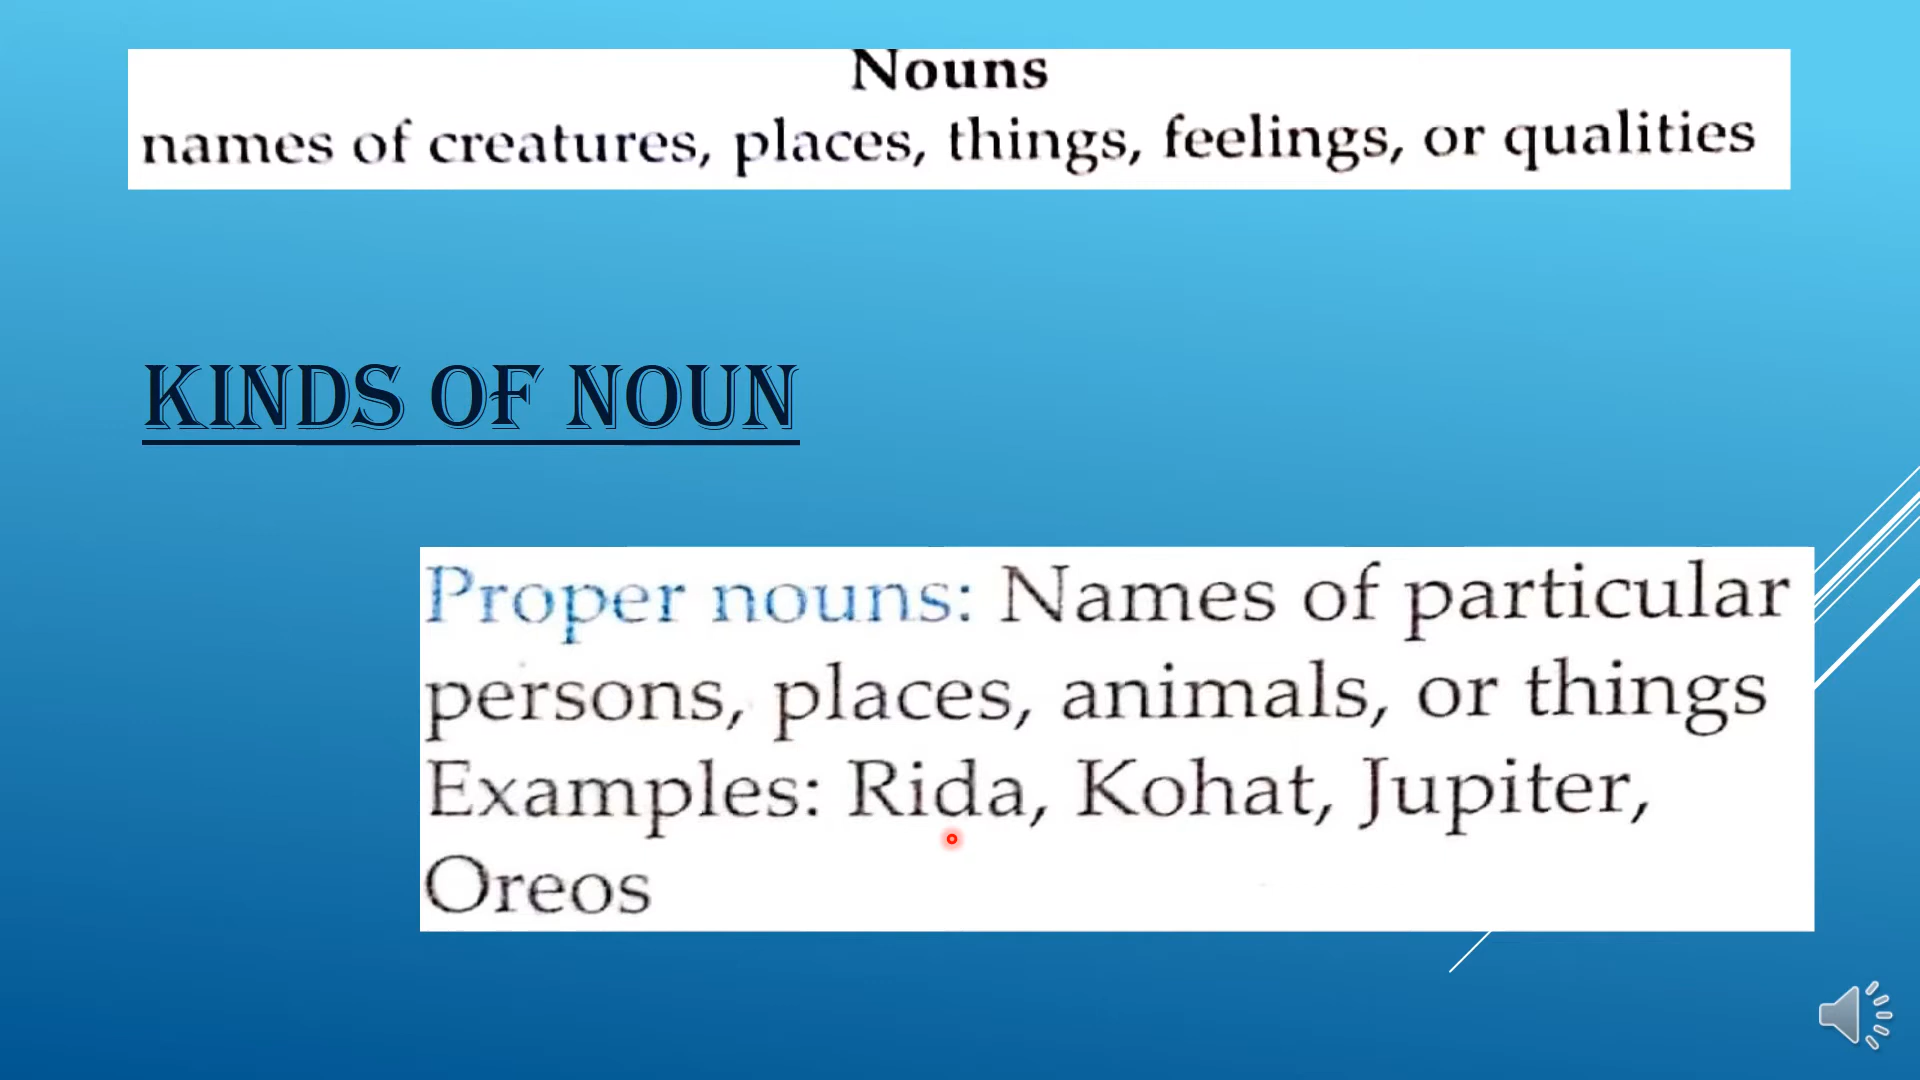 Nouns
names of creatures, places, things, feelings, or qualities
KINDS OF NOUN
Proper nouns: Names of particular
persons, places, animals, or things
Examples: Rida, Kohat, Jupiter,
Oreos